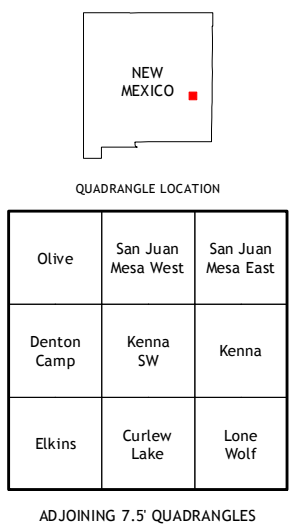 NEW
MEXICO
QUADRANGLE LOCATION
Olive
San Juan
Mesa West
San Juan
Mesa East
Denton
Camp
Kenna
SW
Kenna
Elkins
Curlew
Lake
Lone
Wolf
ADJOINING 7.5' QUADRANGLES